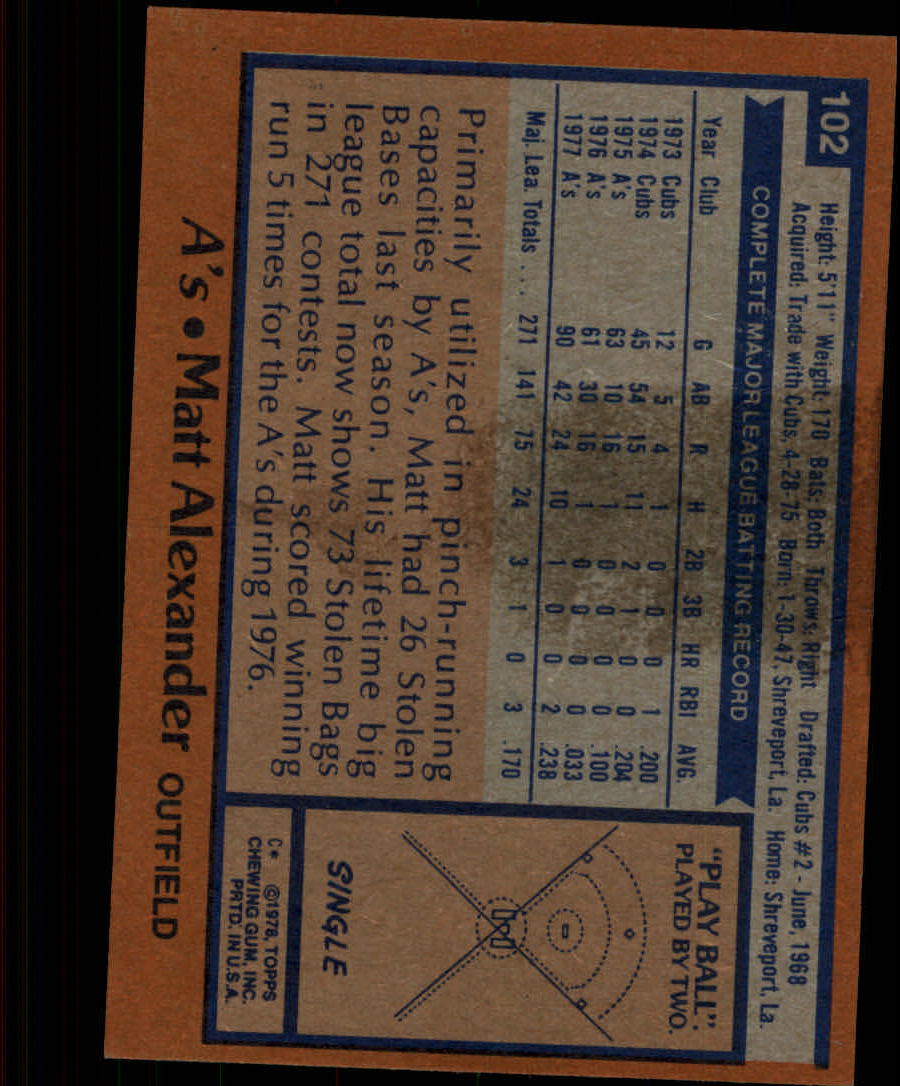 102
Height: 5'11" Weight: 170 Bats: Both Throws: Right Drafted: Cubs #2 - June, 1968
Acquired: Trade with Cubs, 4-28-75 Born: 1-30-47, Shreveport, La. Home: Shreveport, La.
COMPLETE MAJOR LEAGUE BATTING RECORD
Year Club G AB R H 2B 3B HR RBI AVG.
1973 Cubs 12 5 4 1 0 0 0 1 .200
1974 Cubs 45 54 15 11 2 1 0 0 .204
1975 A's 63 10 16 1 0 0 0 0 .100
1976 A's 61 30 16 1 0 0 0 0 .033
1977 A's 90 42 24 10 1 0 0 2 .238
Maj. Lea. Totals ... 271 141 75 24 3 1 0 3 .170
Primarily utilized in pinch-running
capacities by A's, Matt had 26 Stolen
Bases last season. His lifetime big
league total now shows 73 Stolen Bags
in 271 contests. Matt scored winning
run 5 times for the A's during 1976.
"PLAY BALL".
PLAYED BY TWO.
SINGLE
C* ©1978, TOPPS
CHEWING GUM, INC.
PRTD. IN U.S.A.
A's • Matt Alexander OUTFIELD